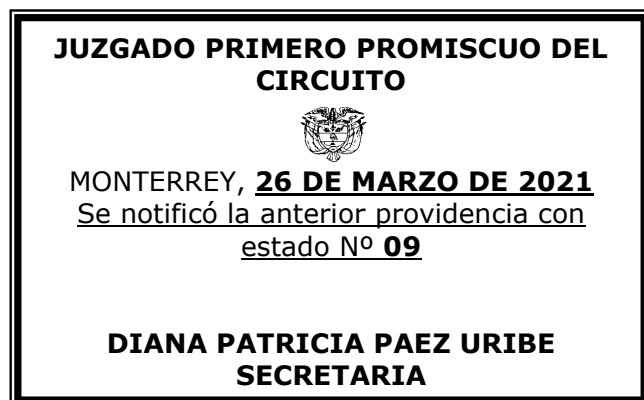 JUZGADO PRIMERO PROMISCUO DEL
CIRCUITO
MONTERREY, 26 DE MARZO DE 2021
Se notificó la anterior providencia con
estado Nº 09
DIANA PATRICIA PAEZ URIBE
SECRETARIA